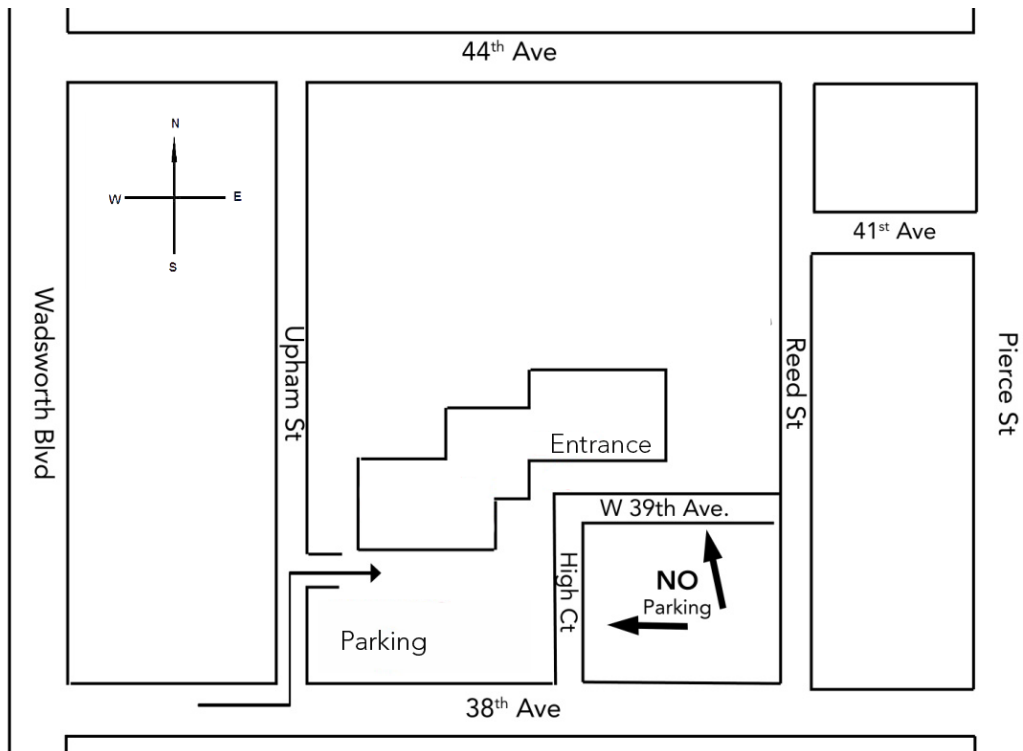 44th Ave
N
W
E
S
41st Ave
Wadsworth Blvd
Upham St
Reed St
Pierce St
Entrance
W 39th Ave.
High Ct
NO
Parking
Parking
38th Ave